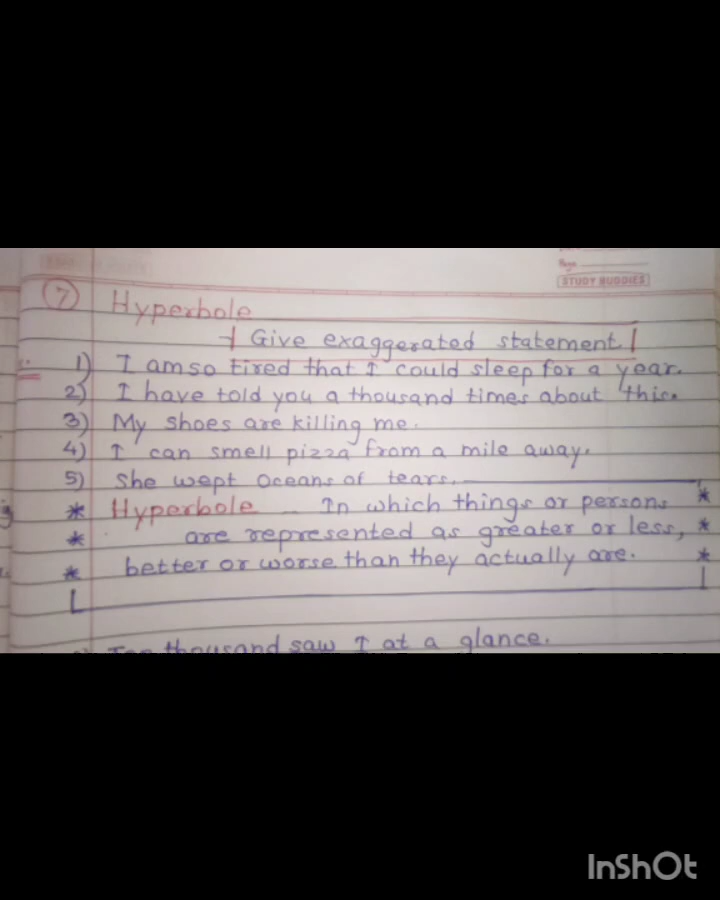 Page
STUDY BUDDIES
7 Hyperbole
Give exaggerated statement
1) I am so tired that I could sleep for a year.
2) I have told you a thousand times about this.
3) My shoes are killing me.
4) I can smell pizza from a mile away.
5) She wept oceans of tears.
* Hyperbole - In which things or persons *
* are represented as greater or less, *
* better or worse than they actually are. *
thousand saw I at a glance.
InShOt